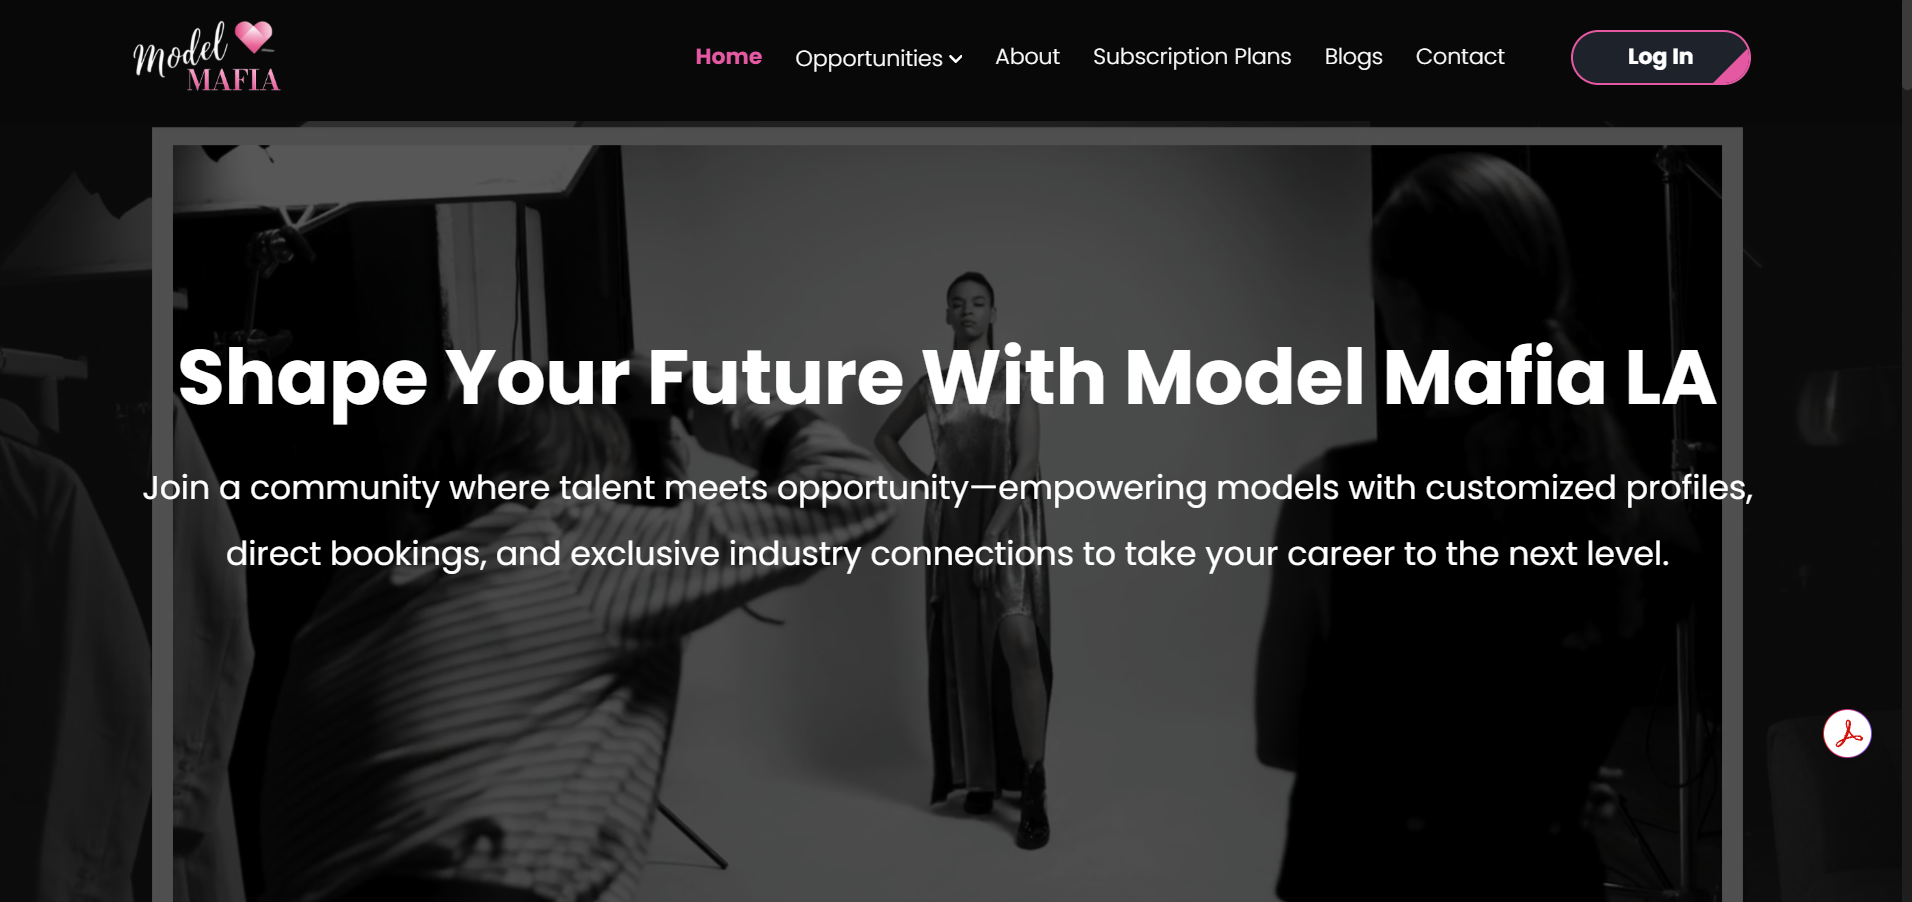 Model
MAFIA
Home
Opportunities
About
Subscription Plans
Blogs
Contact
Log In
Shape Your Future With Model Mafia LA
Join a community where talent meets opportunity—empowering models with customized profiles,
direct bookings, and exclusive industry connections to take your career to the next level.